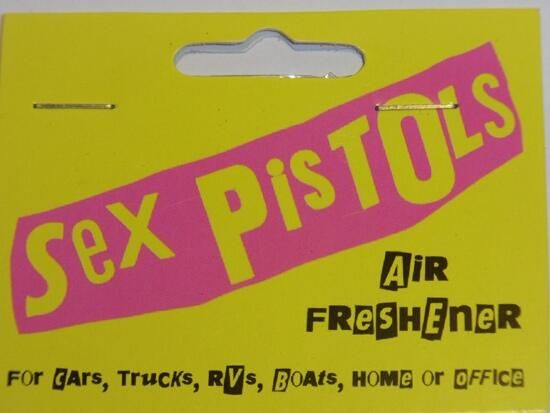 Sex PisTOLS
AiR
FReSHEnER
FOr CArs, TrucKs, RVs, BOAts, HOMe Or OFFICe